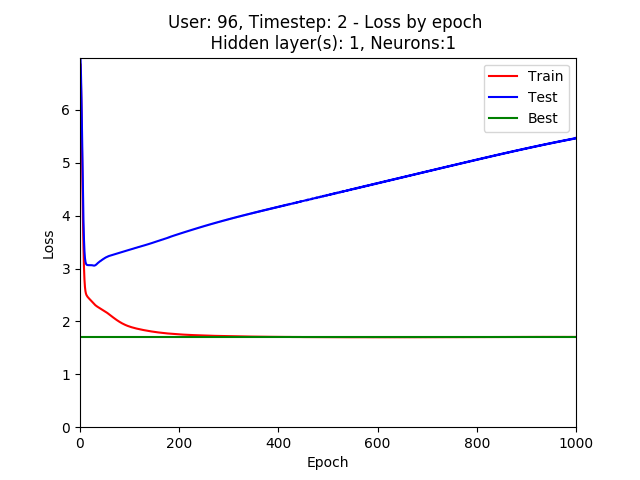 User: 96, Timestep: 2 - Loss by epoch
Hidden layer(s): 1, Neurons:1
Train
Test
Best
6
5
4
3
2
1
0
Loss
0 200 400 600 800 1000
Epoch